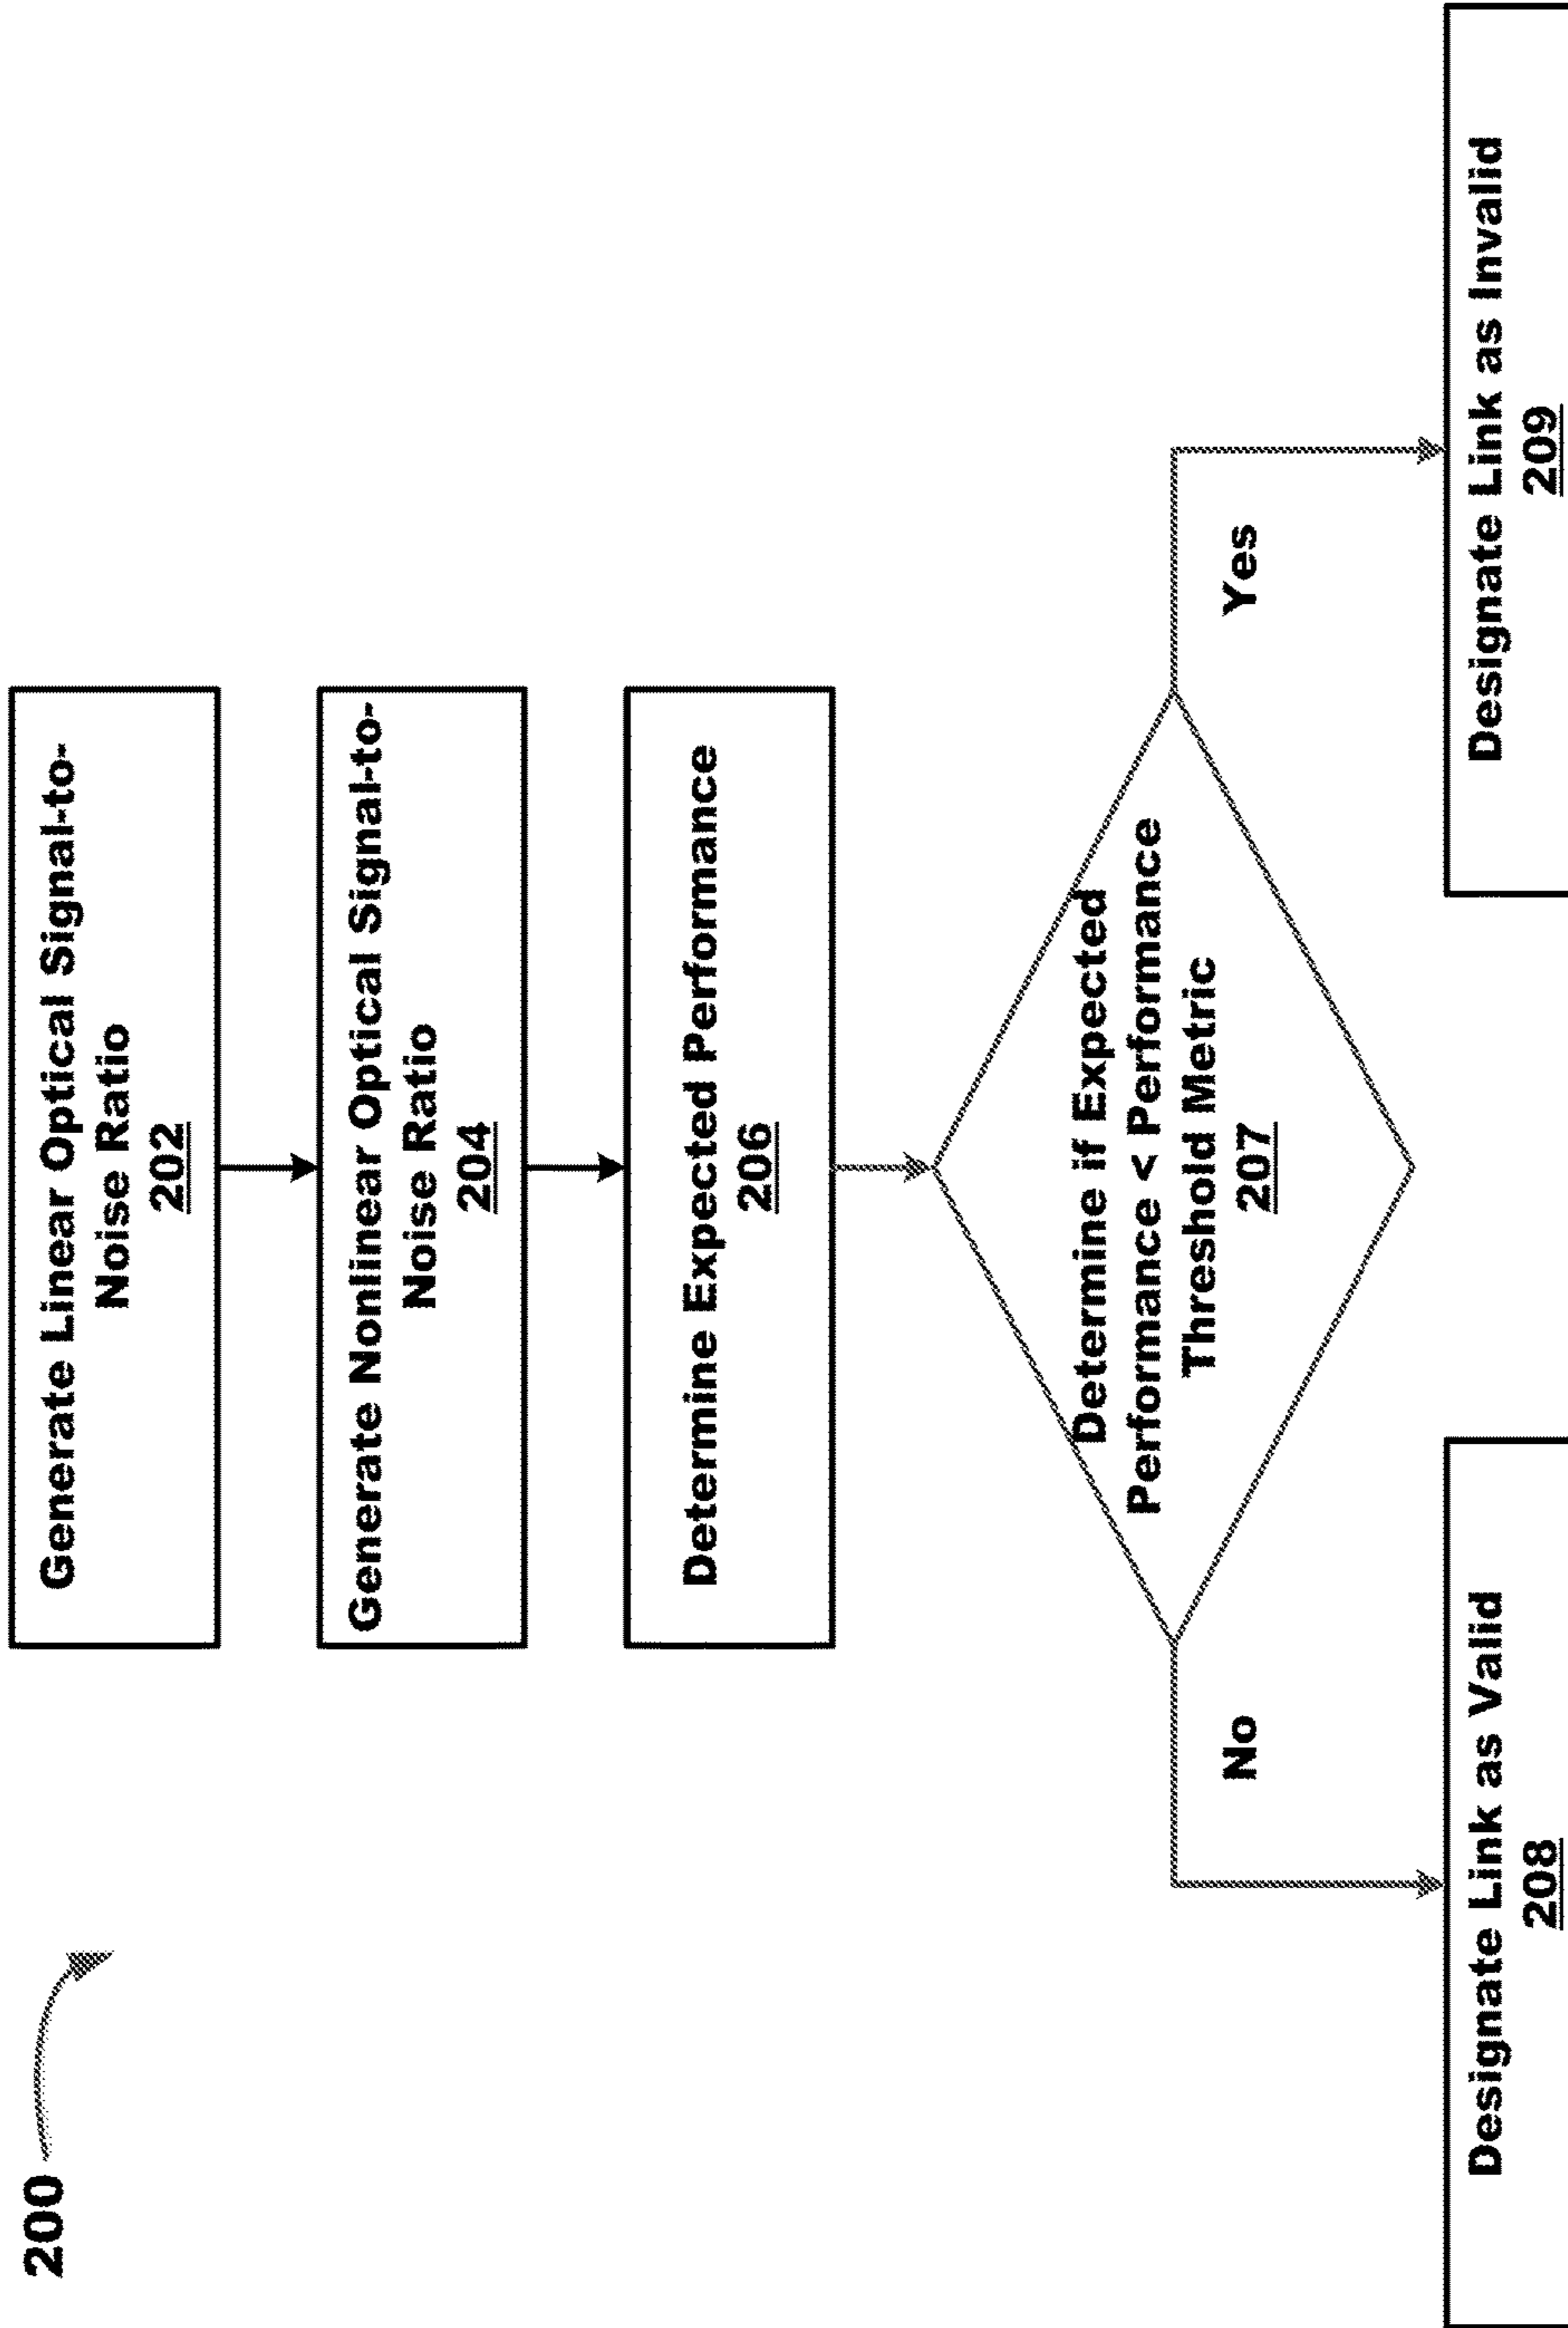 200
Generate Linear Optical Signal-to-
Noise Ratio
202
Generate Nonlinear Optical Signal-to-
Noise Ratio
204
Determine Expected Performance
206
Determine if Expected
Performance < Performance
Threshold Metric
207
No
Yes
Designate Link as Valid
208
Designate Link as Invalid
209